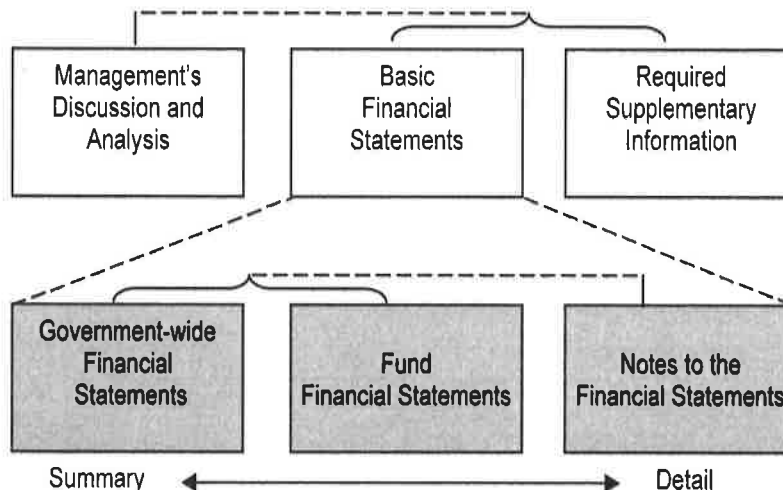 Management's
Discussion and
Analysis
Basic
Financial
Statements
Required
Supplementary
Information
Government-wide
Financial
Statements
Fund
Financial Statements
Notes to the
Financial Statements
Summary
Detail